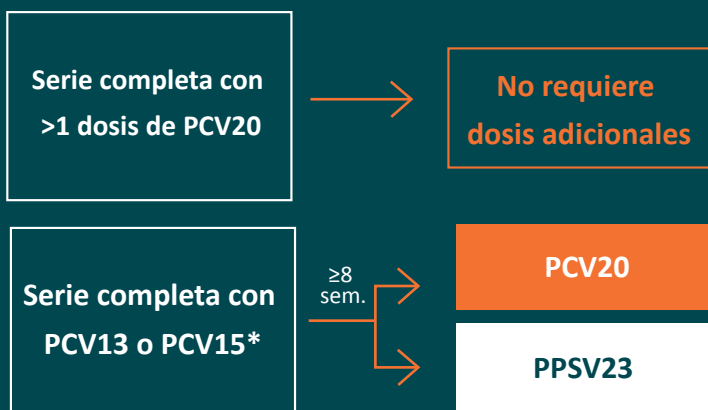 Serie completa con
>1 dosis de PCV20
No requiere
dosis adicionales
Serie completa con
PCV13 o PCV15*
≥8
sem.
PCV20
PPSV23